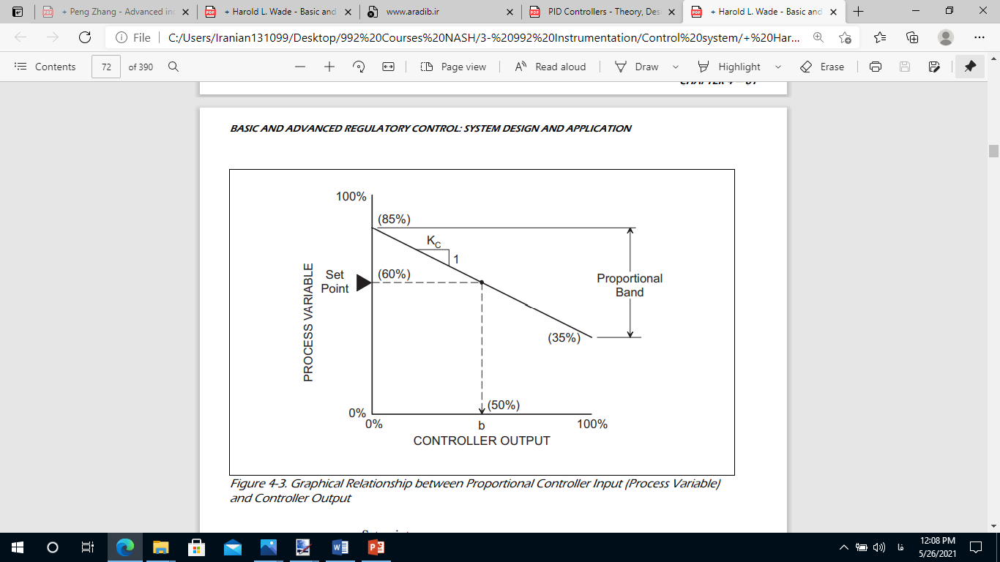 + Peng Zhang - Advanced in
+ Harold L. Wade - Basic and
www.aradib.ir
PID Controllers - Theory, Des
+ Harold L. Wade - Basic and
File
C:/Users/Iranian131099/Desktop/992%20Courses%20NASH/3-%20992%20Instrumentation/Control%20system/+%20Har...
Contents
72
of 390
Page view
Read aloud
Draw
Highlight
Erase
BASIC AND ADVANCED REGULATORY CONTROL: SYSTEM DESIGN AND APPLICATION
100%
(85%)
KC
1
Set
Point
(60%)
Proportional
Band
PROCESS VARIABLE
(35%)
(50%)
0%
0%
b
100%
CONTROLLER OUTPUT
Figure 4-3. Graphical Relationship between Proportional Controller Input (Process Variable)
and Controller Output
12:08 PM
فا
5/26/2021